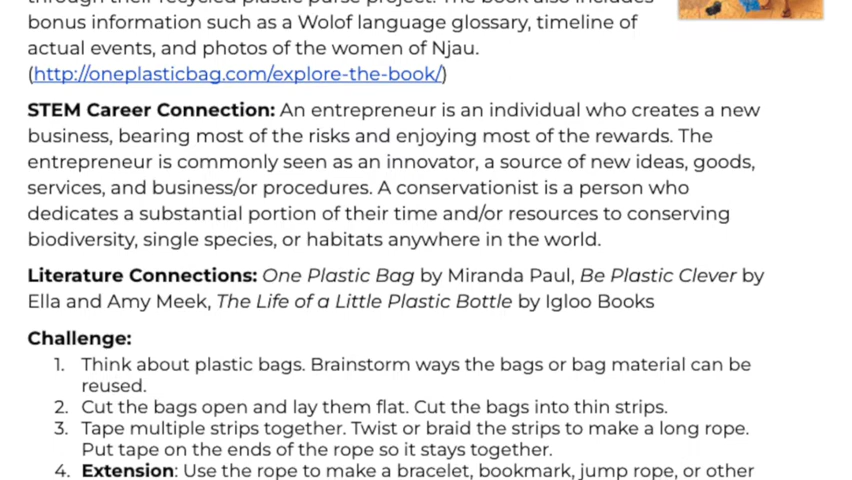 through their recycled plastic purse project. The book also includes
bonus information such as a Wolof language glossary, timeline of
actual events, and photos of the women of Njau.
(http://oneplasticbag.com/explore-the-book/)
STEM Career Connection: An entrepreneur is an individual who creates a new
business, bearing most of the risks and enjoying most of the rewards. The
entrepreneur is commonly seen as an innovator, a source of new ideas, goods,
services, and business/or procedures. A conservationist is a person who
dedicates a substantial portion of their time and/or resources to conserving
biodiversity, single species, or habitats anywhere in the world.
Literature Connections: One Plastic Bag by Miranda Paul, Be Plastic Clever by
Ella and Amy Meek, The Life of a Little Plastic Bottle by Igloo Books
Challenge:
1. Think about plastic bags. Brainstorm ways the bags or bag material can be
reused.
2. Cut the bags open and lay them flat. Cut the bags into thin strips.
3. Tape multiple strips together. Twist or braid the strips to make a long rope.
Put tape on the ends of the rope so it stays together.
4. Extension: Use the rope to make a bracelet, bookmark, jump rope, or other